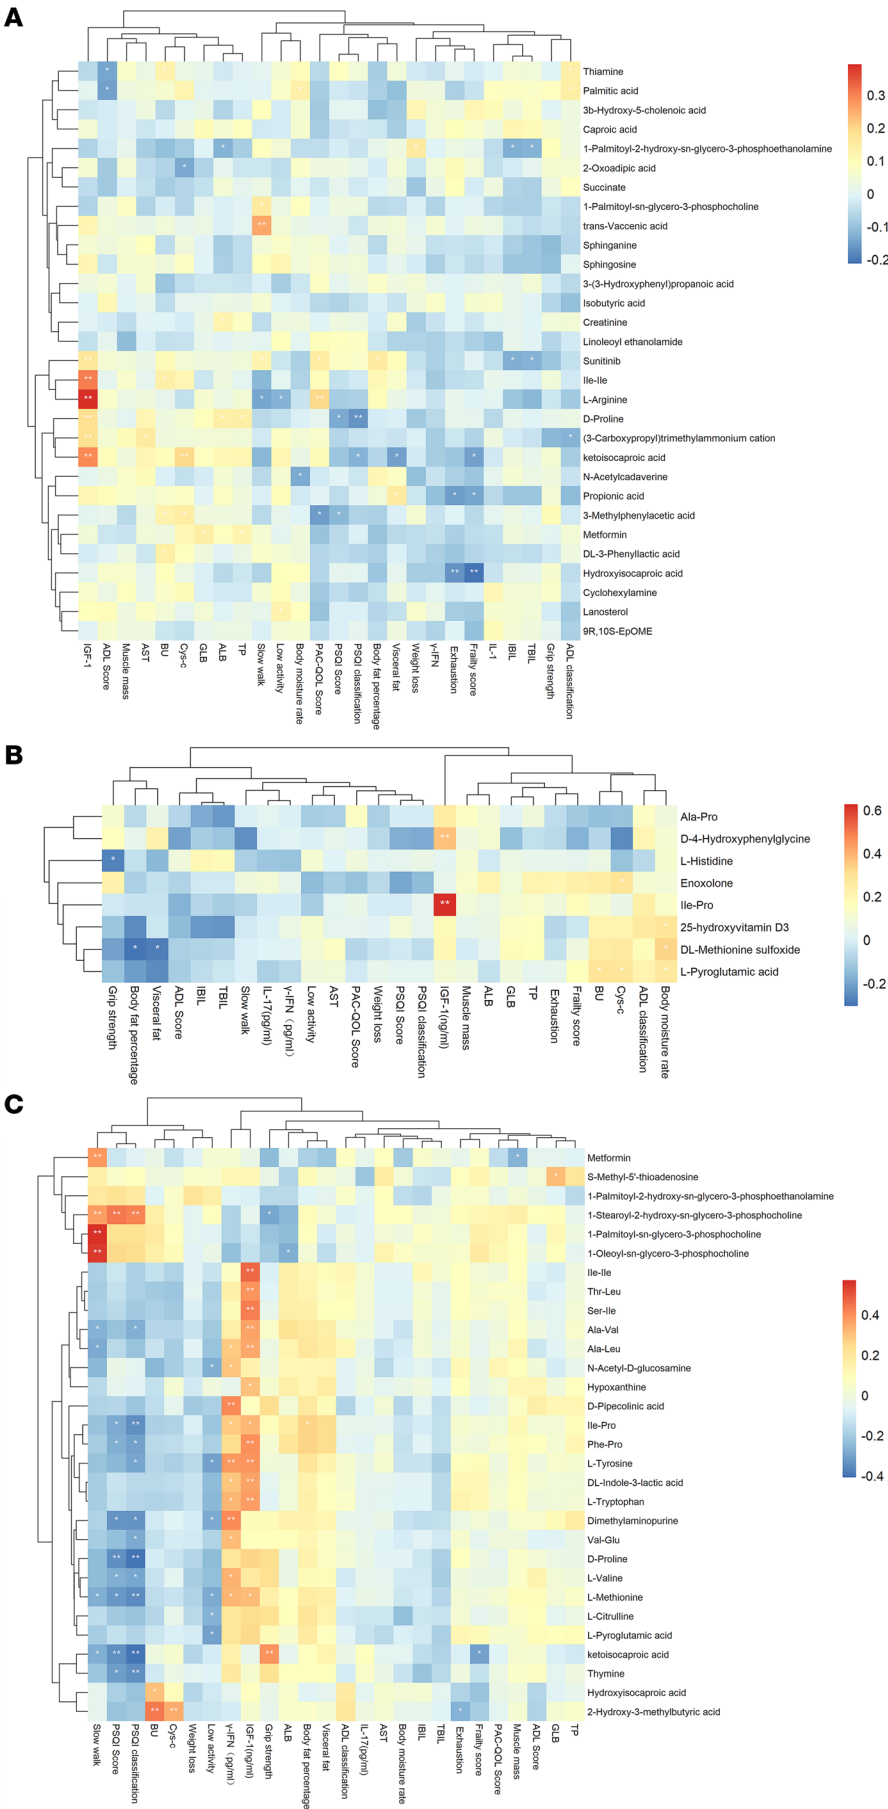 A
Thiamine
Palmitic acid
3b-Hydroxy-5-cholenoic acid
Caproic acid
1-Palmitoyl-2-hydroxy-sn-glycero-3-phosphoethanolamine
2-Oxoadipic acid
Succinate
1-Palmitoyl-sn-glycero-3-phosphocholine
trans-Vaccenic acid
Sphinganine
Sphingosine
3-(3-Hydroxyphenyl)propanoic acid
Isobutyric acid
Creatinine
Linoleoyl ethanolamide
Sunitinib
Ile-Ile
L-Arginine
D-Proline
(3-Carboxypropyl)trimethylammonium cation
ketoisocaproic acid
N-Acetylcadaverine
Propionic acid
3-Methylphenylacetic acid
Metformin
DL-3-Phenyllactic acid
Hydroxyisocaproic acid
Cyclohexylamine
Lanosterol
9R,10S-EpOME
0.3
0.2
0.1
0
-0.1
-0.2
IGF-1
ADL Score
Muscle mass
AST
BU
Cys-c
GLB
ALB
TP
Slow walk
Low activity
Body moisture rate
PAC-QOL Score
PSQI Score
PSQI classification
Body fat percentage
Visceral fat
Weight loss
γ-IFN
Exhaustion
Frailty score
IL-1
IBIL
TBIL
Grip strength
ADL classification
B
Ala-Pro
D-4-Hydroxyphenylglycine
L-Histidine
Enoxolone
Ile-Pro
25-hydroxyvitamin D3
DL-Methionine sulfoxide
L-Pyroglutamic acid
0.6
0.4
0.2
0
-0.2
Grip strength
Body fat percentage
Visceral fat
ADL Score
IBIL
TBIL
Slow walk
IL-17(pg/ml)
γ-IFN（pg/ml）
Low activity
AST
PAC-QOL Score
Weight loss
PSQI Score
PSQI classification
IGF-1(ng/ml)
Muscle mass
ALB
GLB
TP
Exhaustion
Frailty score
BU
Cys-c
ADL classification
Body moisture rate
C
Metformin
S-Methyl-5'-thioadenosine
1-Palmitoyl-2-hydroxy-sn-glycero-3-phosphoethanolamine
1-Stearoyl-2-hydroxy-sn-glycero-3-phosphocholine
1-Palmitoyl-sn-glycero-3-phosphocholine
1-Oleoyl-sn-glycero-3-phosphocholine
Ile-Ile
Thr-Leu
Ser-Ile
Ala-Val
Ala-Leu
N-Acetyl-D-glucosamine
Hypoxanthine
D-Pipecolinic acid
Ile-Pro
Phe-Pro
L-Tyrosine
DL-Indole-3-lactic acid
L-Tryptophan
Dimethylaminopurine
Val-Glu
D-Proline
L-Valine
L-Methionine
L-Citrulline
L-Pyroglutamic acid
ketoisocaproic acid
Thymine
Hydroxyisocaproic acid
2-Hydroxy-3-methylbutyric acid
0.4
0.2
0
-0.2
-0.4
Slow walk
PSQI Score
PSQI classification
BU
Cys-c
Weight loss
Low activity
γ-IFN（pg/ml）
IGF-1(ng/ml)
Grip strength
ALB
Body fat percentage
Visceral fat
ADL classification
IL-17(pg/ml)
AST
Body moisture rate
IBIL
TBIL
Exhaustion
Frailty score
PAC-QOL Score
Muscle mass
ADL Score
GLB
TP